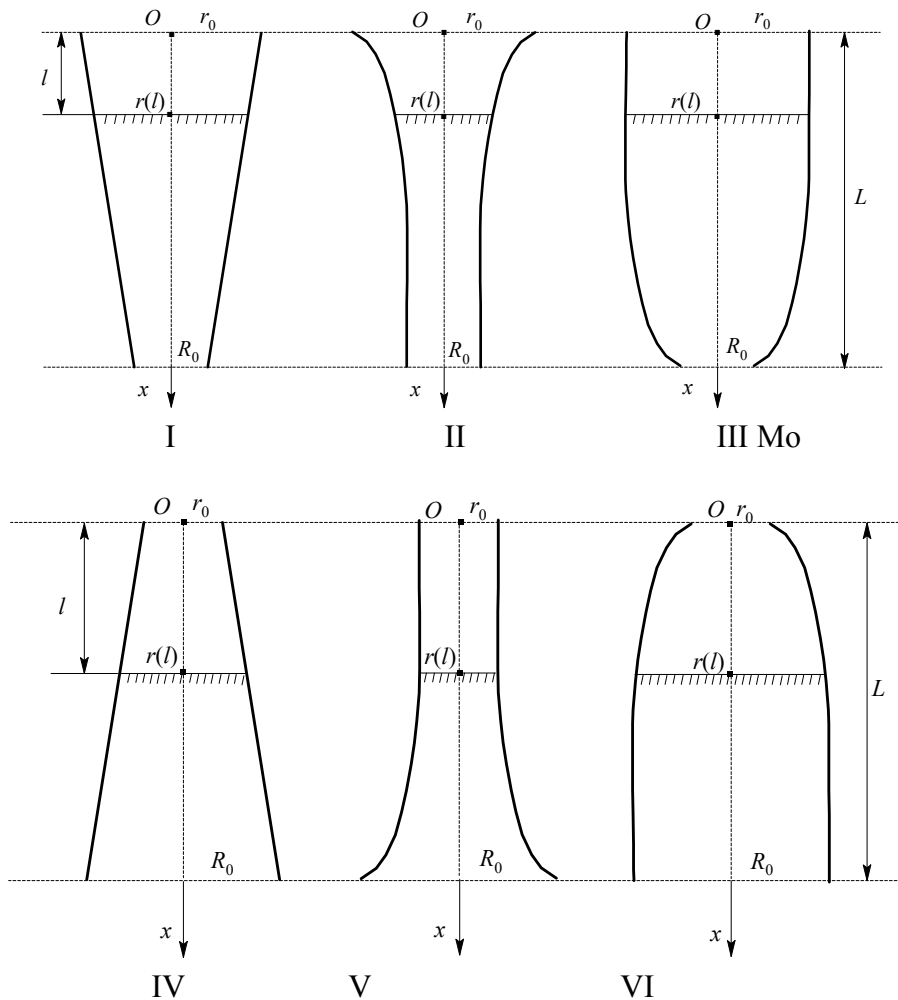 O r₀ O r₀ O r₀
l r(l) r(l) r(l)
L
R₀ R₀ R₀
x x x
I II III Mo
O r₀ O r₀ O r₀
l r(l) r(l) r(l)
L
R₀ R₀ R₀
x x x
IV V VI